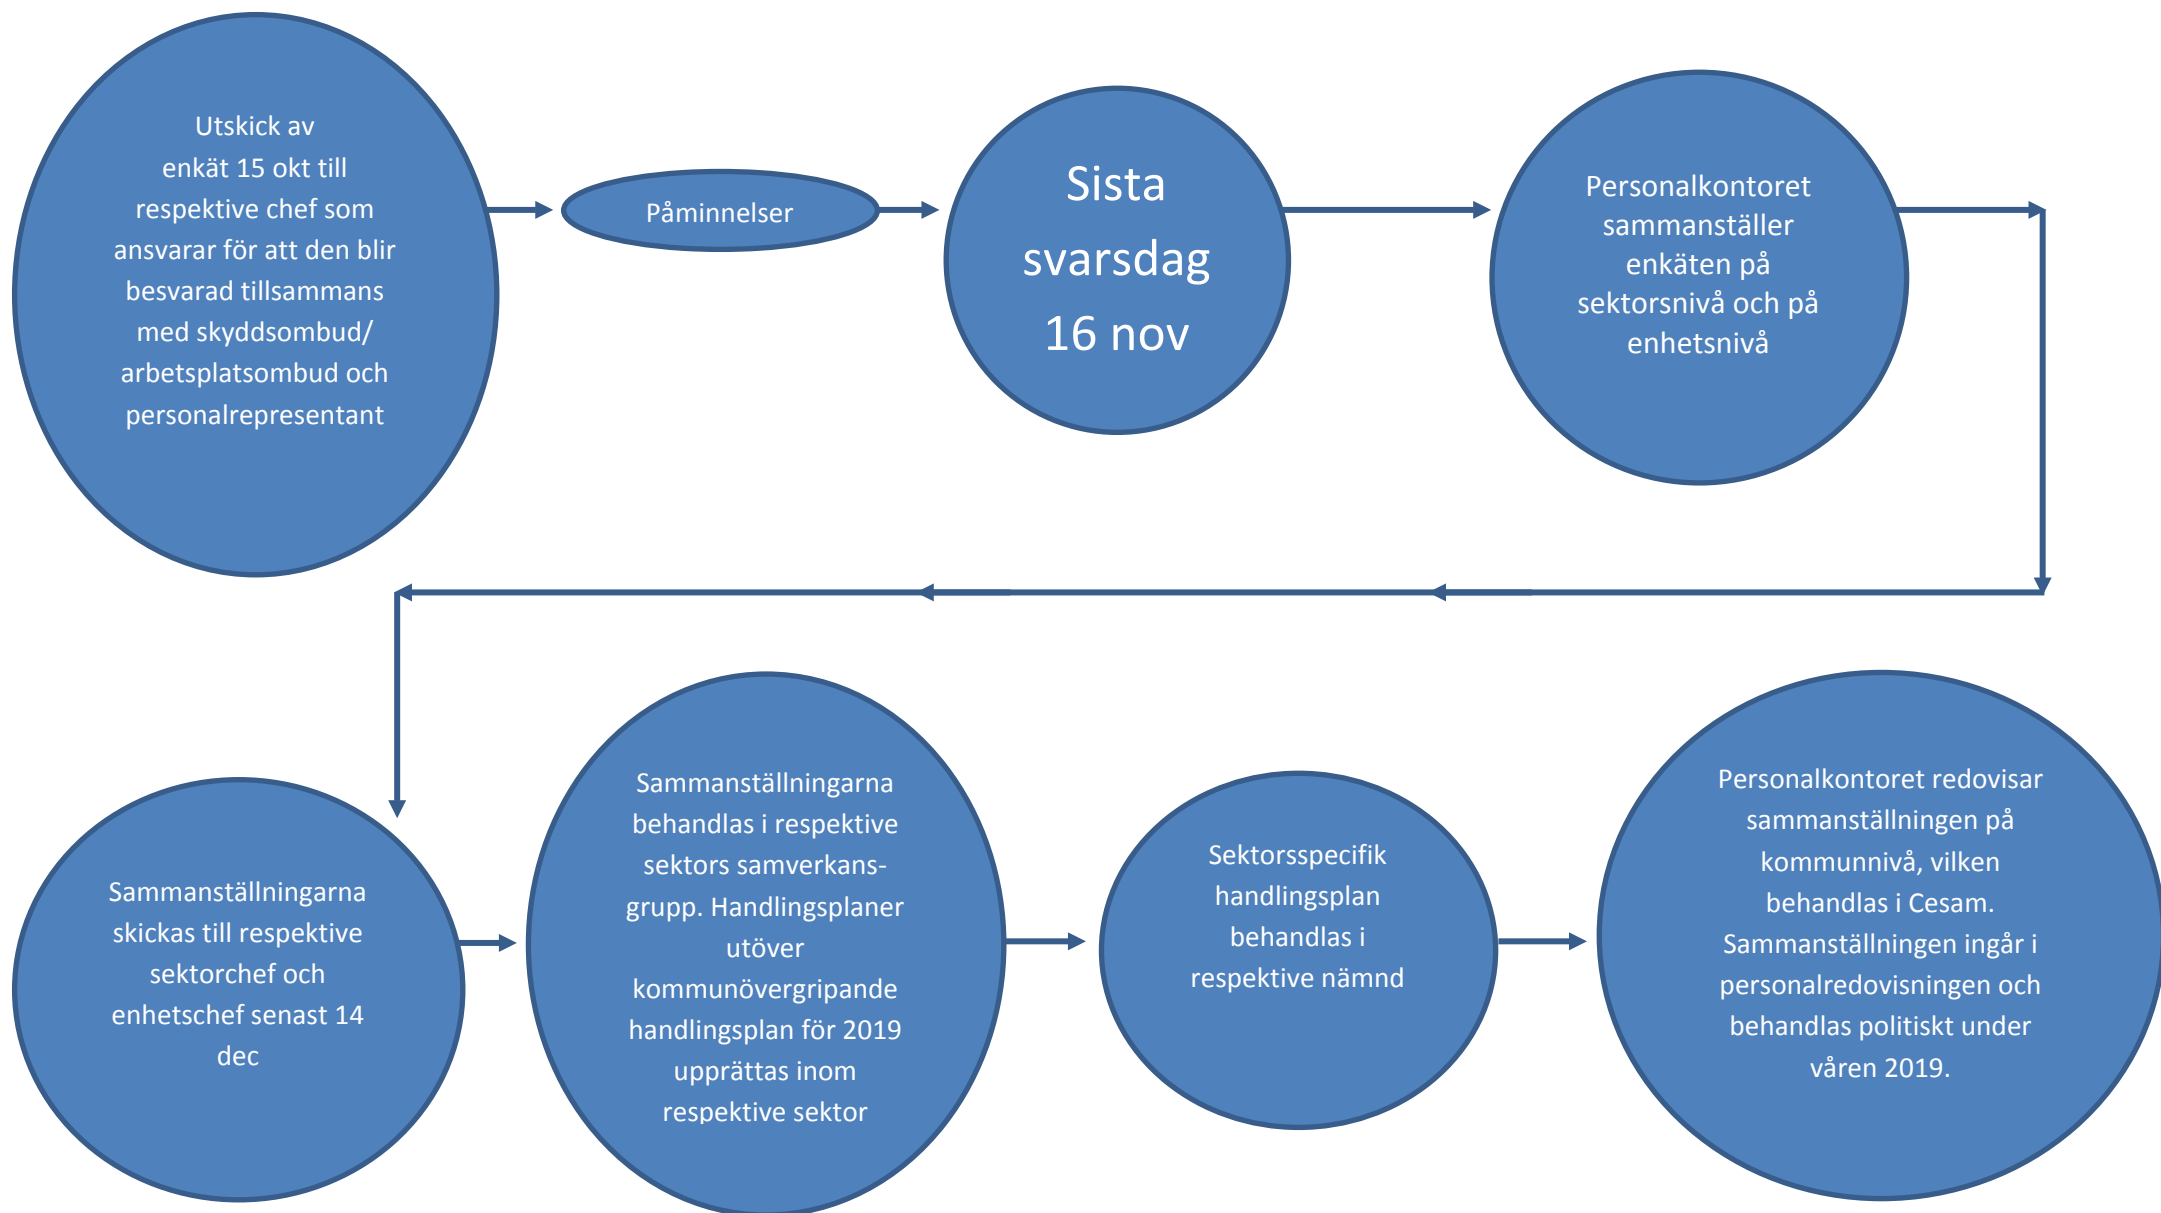 Utskick av
enkät 15 okt till
respektive chef som
ansvarar för att den blir
besvarad tillsammans
med skyddsombud/
arbetsplatsombud och
personalrepresentant
Påminnelser
Sista
svarsdag
16 nov
Personalkontoret
sammanställer
enkäten på
sektorsnivå och på
enhetsnivå
Sammanställningarna
skickas till respektive
sektorchef och
enhetschef senast 14
dec
Sammanställningarna
behandlas i respektive
sektors samverkans-
grupp. Handlingsplaner
utöver
kommunövergripande
handlingsplan för 2019
upprättas inom
respektive sektor
Sektorsspecifik
handlingsplan
behandlas i
respektive nämnd
Personalkontoret redovisar
sammanställningen på
kommunnivå, vilken
behandlas i Cesam.
Sammanställningen ingår i
personalredovisningen och
behandlas politiskt under
våren 2019.